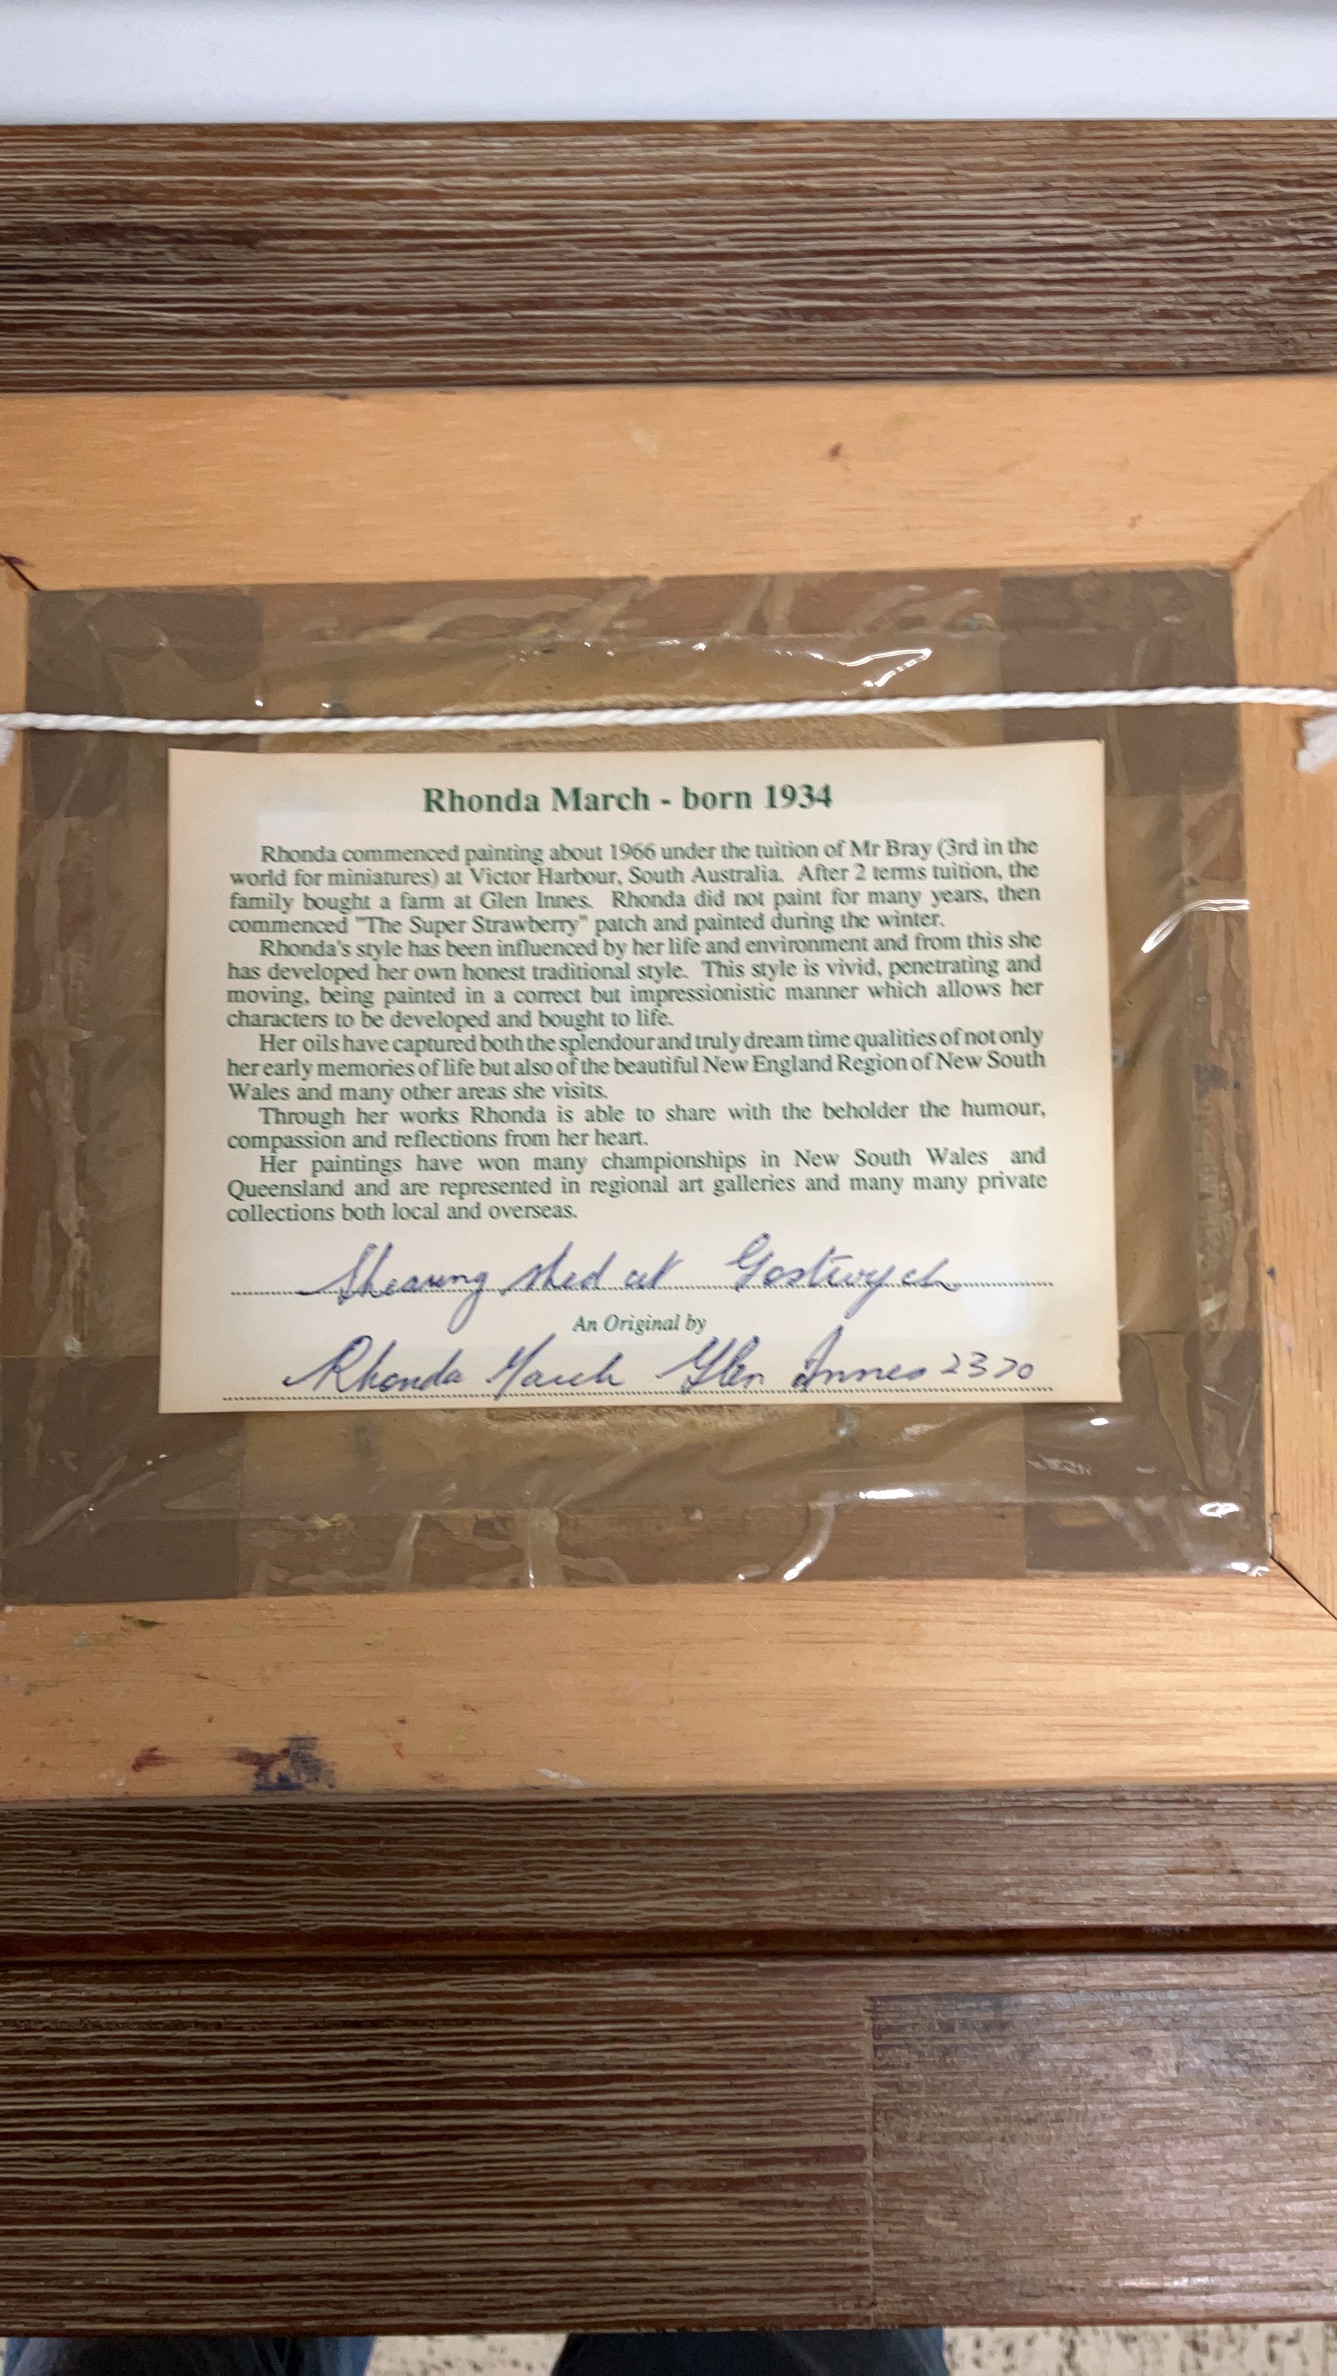 Rhonda March - born 1934
Rhonda commenced painting about 1966 under the tuition of Mr Bray (3rd in the
world for miniatures) at Victor Harbour, South Australia. After 2 terms tuition, the
family bought a farm at Glen Innes. Rhonda did not paint for many years, then
commenced "The Super Strawberry" patch and painted during the winter.
Rhonda's style has been influenced by her life and environment and from this she
has developed her own honest traditional style. This style is vivid, penetrating and
moving, being painted in a correct but impressionistic manner which allows her
characters to be developed and bought to life.
Her oils have captured both the splendour and truly dream time qualities of not only
her early memories of life but also of the beautiful New England Region of New South
Wales and many other areas she visits.
Through her works Rhonda is able to share with the beholder the humour,
compassion and reflections from her heart.
Her paintings have won many championships in New South Wales and
Queensland and are represented in regional art galleries and many many private
collections both local and overseas.
Shearing shed at Gostwyck
An Original by
Rhonda March Glen Innes 2370